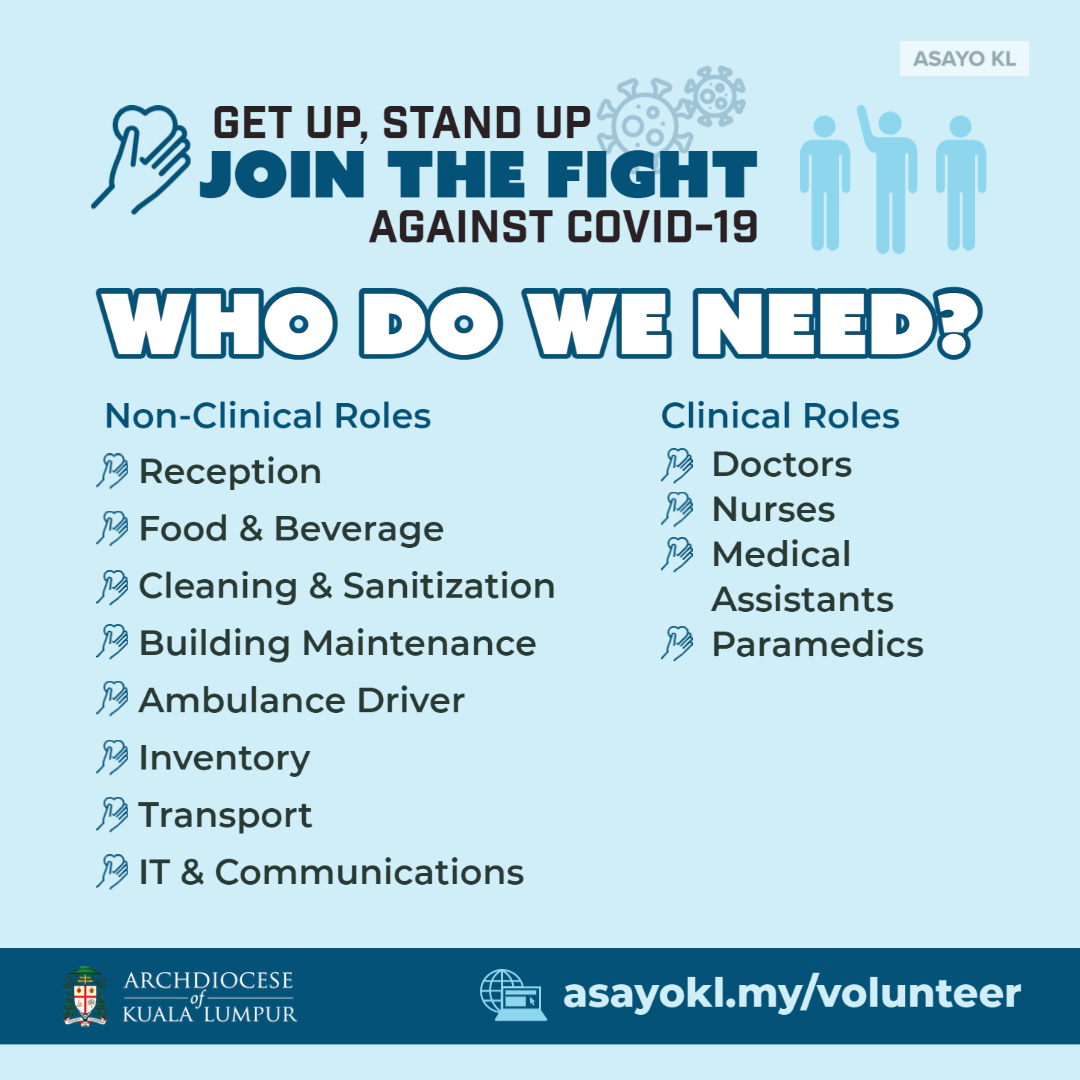 ASAYO KL
GET UP, STAND UP
JOIN THE FIGHT
AGAINST COVID-19
WHO DO WE NEED?
Non-Clinical Roles
Reception
Food & Beverage
Cleaning & Sanitization
Building Maintenance
Ambulance Driver
Inventory
Transport
IT & Communications
Clinical Roles
Doctors
Nurses
Medical
Assistants
Paramedics
ARCHDIOCESE
of
KUALA LUMPUR
asayokl.my/volunteer